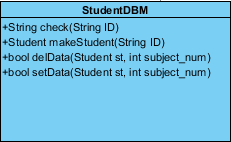 StudentDBM
+String check(String ID)
+Student makeStudent(String ID)
+bool delData(Student st, int subject_num)
+bool setData(Student st, int subject_num)